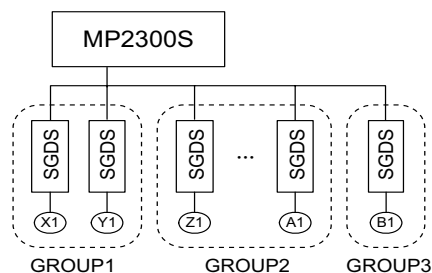 MP2300S
SGDS SGDS SGDS ... SGDS SGDS
X1 Y1 Z1 A1 B1
GROUP1 GROUP2 GROUP3